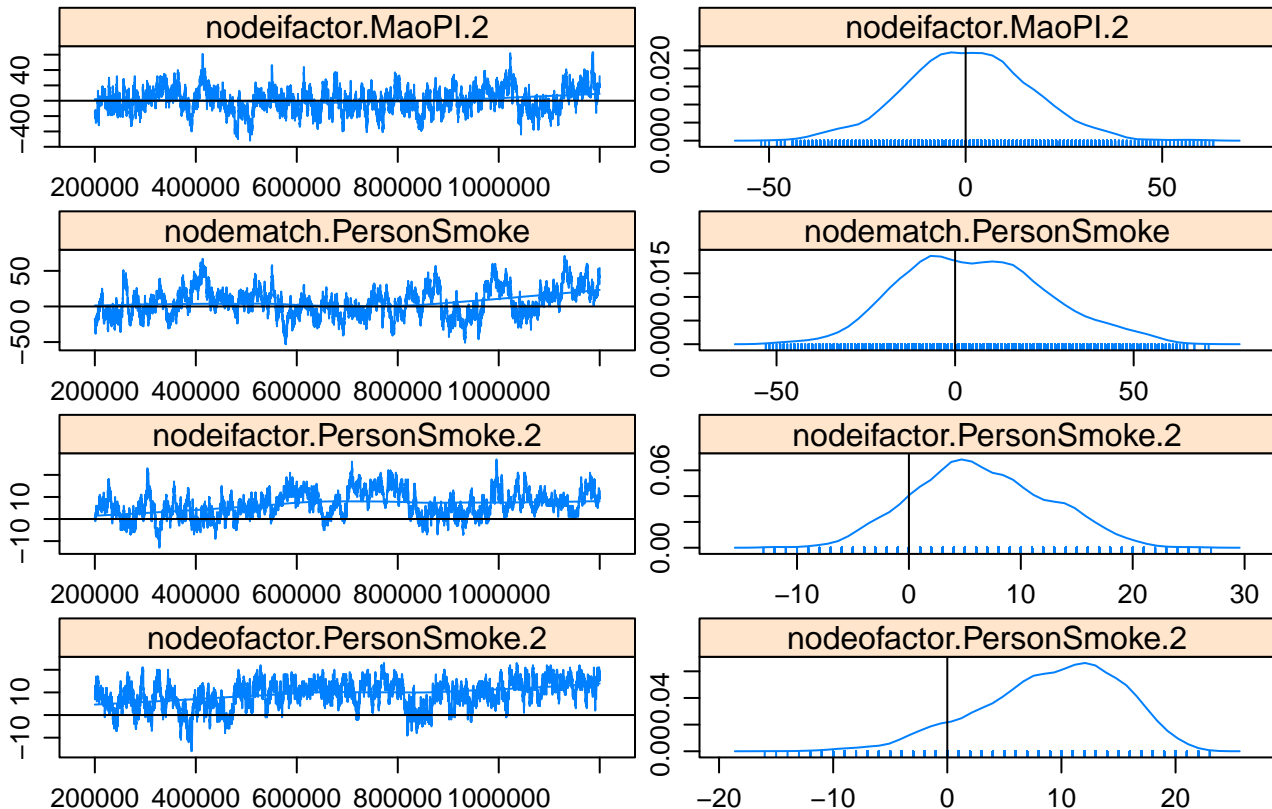 nodeifactor.MaoPI.2
−400 40
200000 400000 600000 800000 1000000
nodeifactor.MaoPI.2
0.000 0.020
−50 0 50
nodematch.PersonSmoke
−50 0 50
200000 400000 600000 800000 1000000
nodematch.PersonSmoke
0.000 0.015
−50 0 50
nodeifactor.PersonSmoke.2
−10 10
200000 400000 600000 800000 1000000
nodeifactor.PersonSmoke.2
0.00 0.06
−10 0 10 20 30
nodeofactor.PersonSmoke.2
−10 10
200000 400000 600000 800000 1000000
nodeofactor.PersonSmoke.2
0.000.04
−20 −10 0 10 20